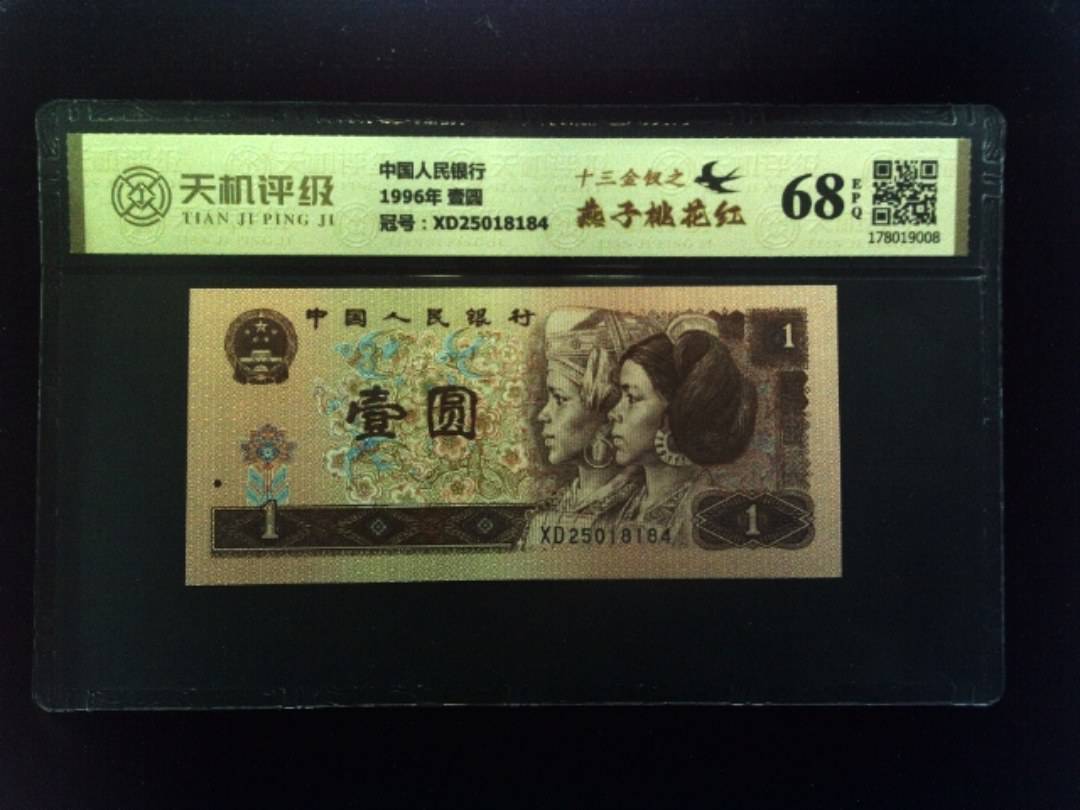 天机评级
TIAN JI PING JI
中国人民银行
1996年 壹圆
冠号：XD25018184
十三金钗之
燕子桃花红
68
EPQ
178019008
中国人民银行
1
壹圆
1
XD25018184
1